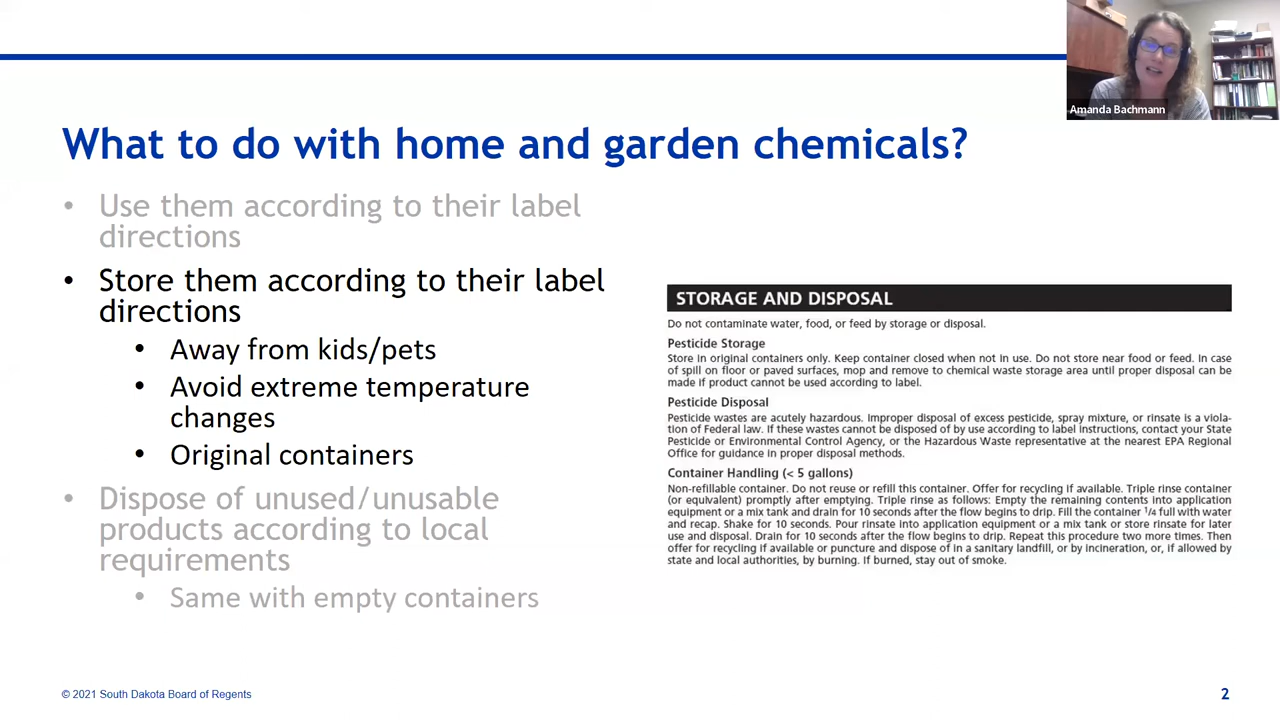 Amanda Bachmann
What to do with home and garden chemicals?
• Use them according to their label
directions
• Store them according to their label
directions
• Away from kids/pets
• Avoid extreme temperature
changes
• Original containers
• Dispose of unused/unusable
products according to local
requirements
• Same with empty containers
STORAGE AND DISPOSAL
Do not contaminate water, food, or feed by storage or disposal.
Pesticide Storage
Store in original containers only. Keep container closed when not in use. Do not store near food or feed. In case
of spill on floor or paved surfaces, mop and remove to chemical waste storage area until proper disposal can be
made if product cannot be used according to label.
Pesticide Disposal
Pesticide wastes are acutely hazardous. Improper disposal of excess pesticide, spray mixture, or rinsate is a viola-
tion of Federal law. If these wastes cannot be disposed of by use according to label instructions, contact your State
Pesticide or Environmental Control Agency, or the Hazardous Waste representative at the nearest EPA Regional
Office for guidance in proper disposal methods.
Container Handling (< 5 gallons)
Non-refillable container. Do not reuse or refill this container. Offer for recycling if available. Triple rinse container
(or equivalent) promptly after emptying. Triple rinse as follows: Empty the remaining contents into application
equipment or a mix tank and drain for 10 seconds after the flow begins to drip. Fill the container 1/4 full with water
and recap. Shake for 10 seconds. Pour rinsate into application equipment or a mix tank or store rinsate for later
use and disposal. Drain for 10 seconds after the flow begins to drip. Repeat this procedure two more times. Then
offer for recycling if available or puncture and dispose of in a sanitary landfill, or by incineration, or, if allowed by
state and local authorities, by burning. If burned, stay out of smoke.
© 2021 South Dakota Board of Regents
2